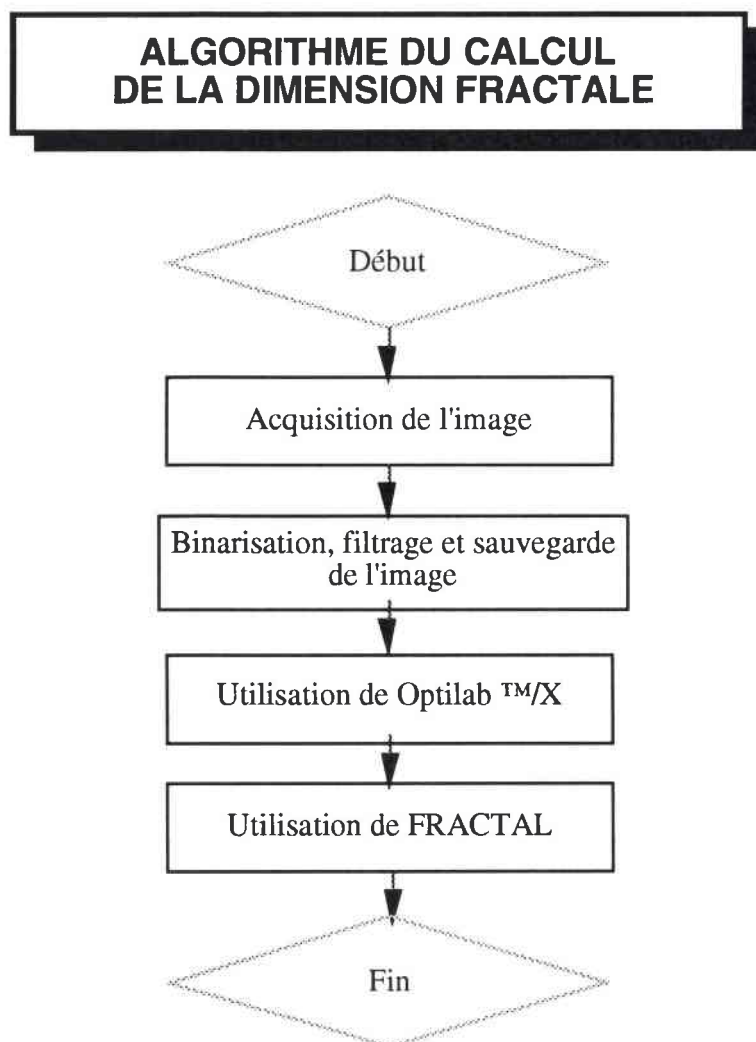 ALGORITHME DU CALCUL
DE LA DIMENSION FRACTALE
Début
Acquisition de l'image
Binarisation, filtrage et sauvegarde
de l'image
Utilisation de Optilab ™/X
Utilisation de FRACTAL
Fin